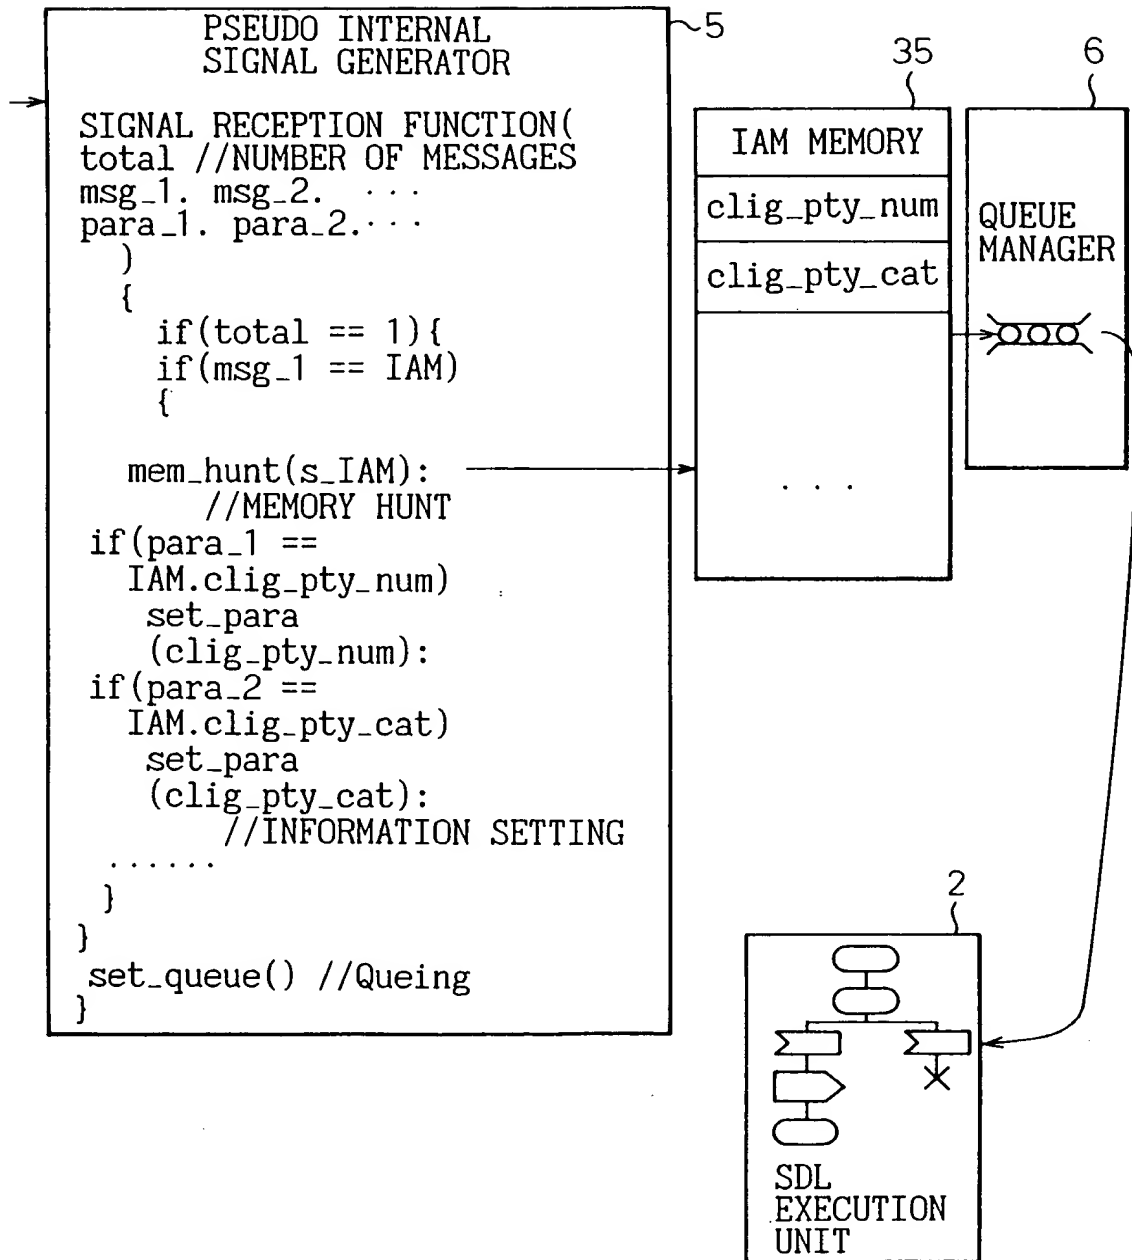 PSEUDO INTERNAL
SIGNAL GENERATOR
5
SIGNAL RECEPTION FUNCTION(
total //NUMBER OF MESSAGES
msg_1. msg_2. ...
para_1. para_2....
)
{
if(total == 1){
if(msg_1 == IAM)
{
mem_hunt(s_IAM):
//MEMORY HUNT
if(para_1 ==
IAM.clig_pty_num)
set_para
(clig_pty_num):
if(para_2 ==
IAM.clig_pty_cat)
set_para
(clig_pty_cat):
//INFORMATION SETTING
......
}
}
set_queue() //Queing
}
35
IAM MEMORY
clig_pty_num
clig_pty_cat
...
6
QUEUE
MANAGER
2
SDL
EXECUTION
UNIT